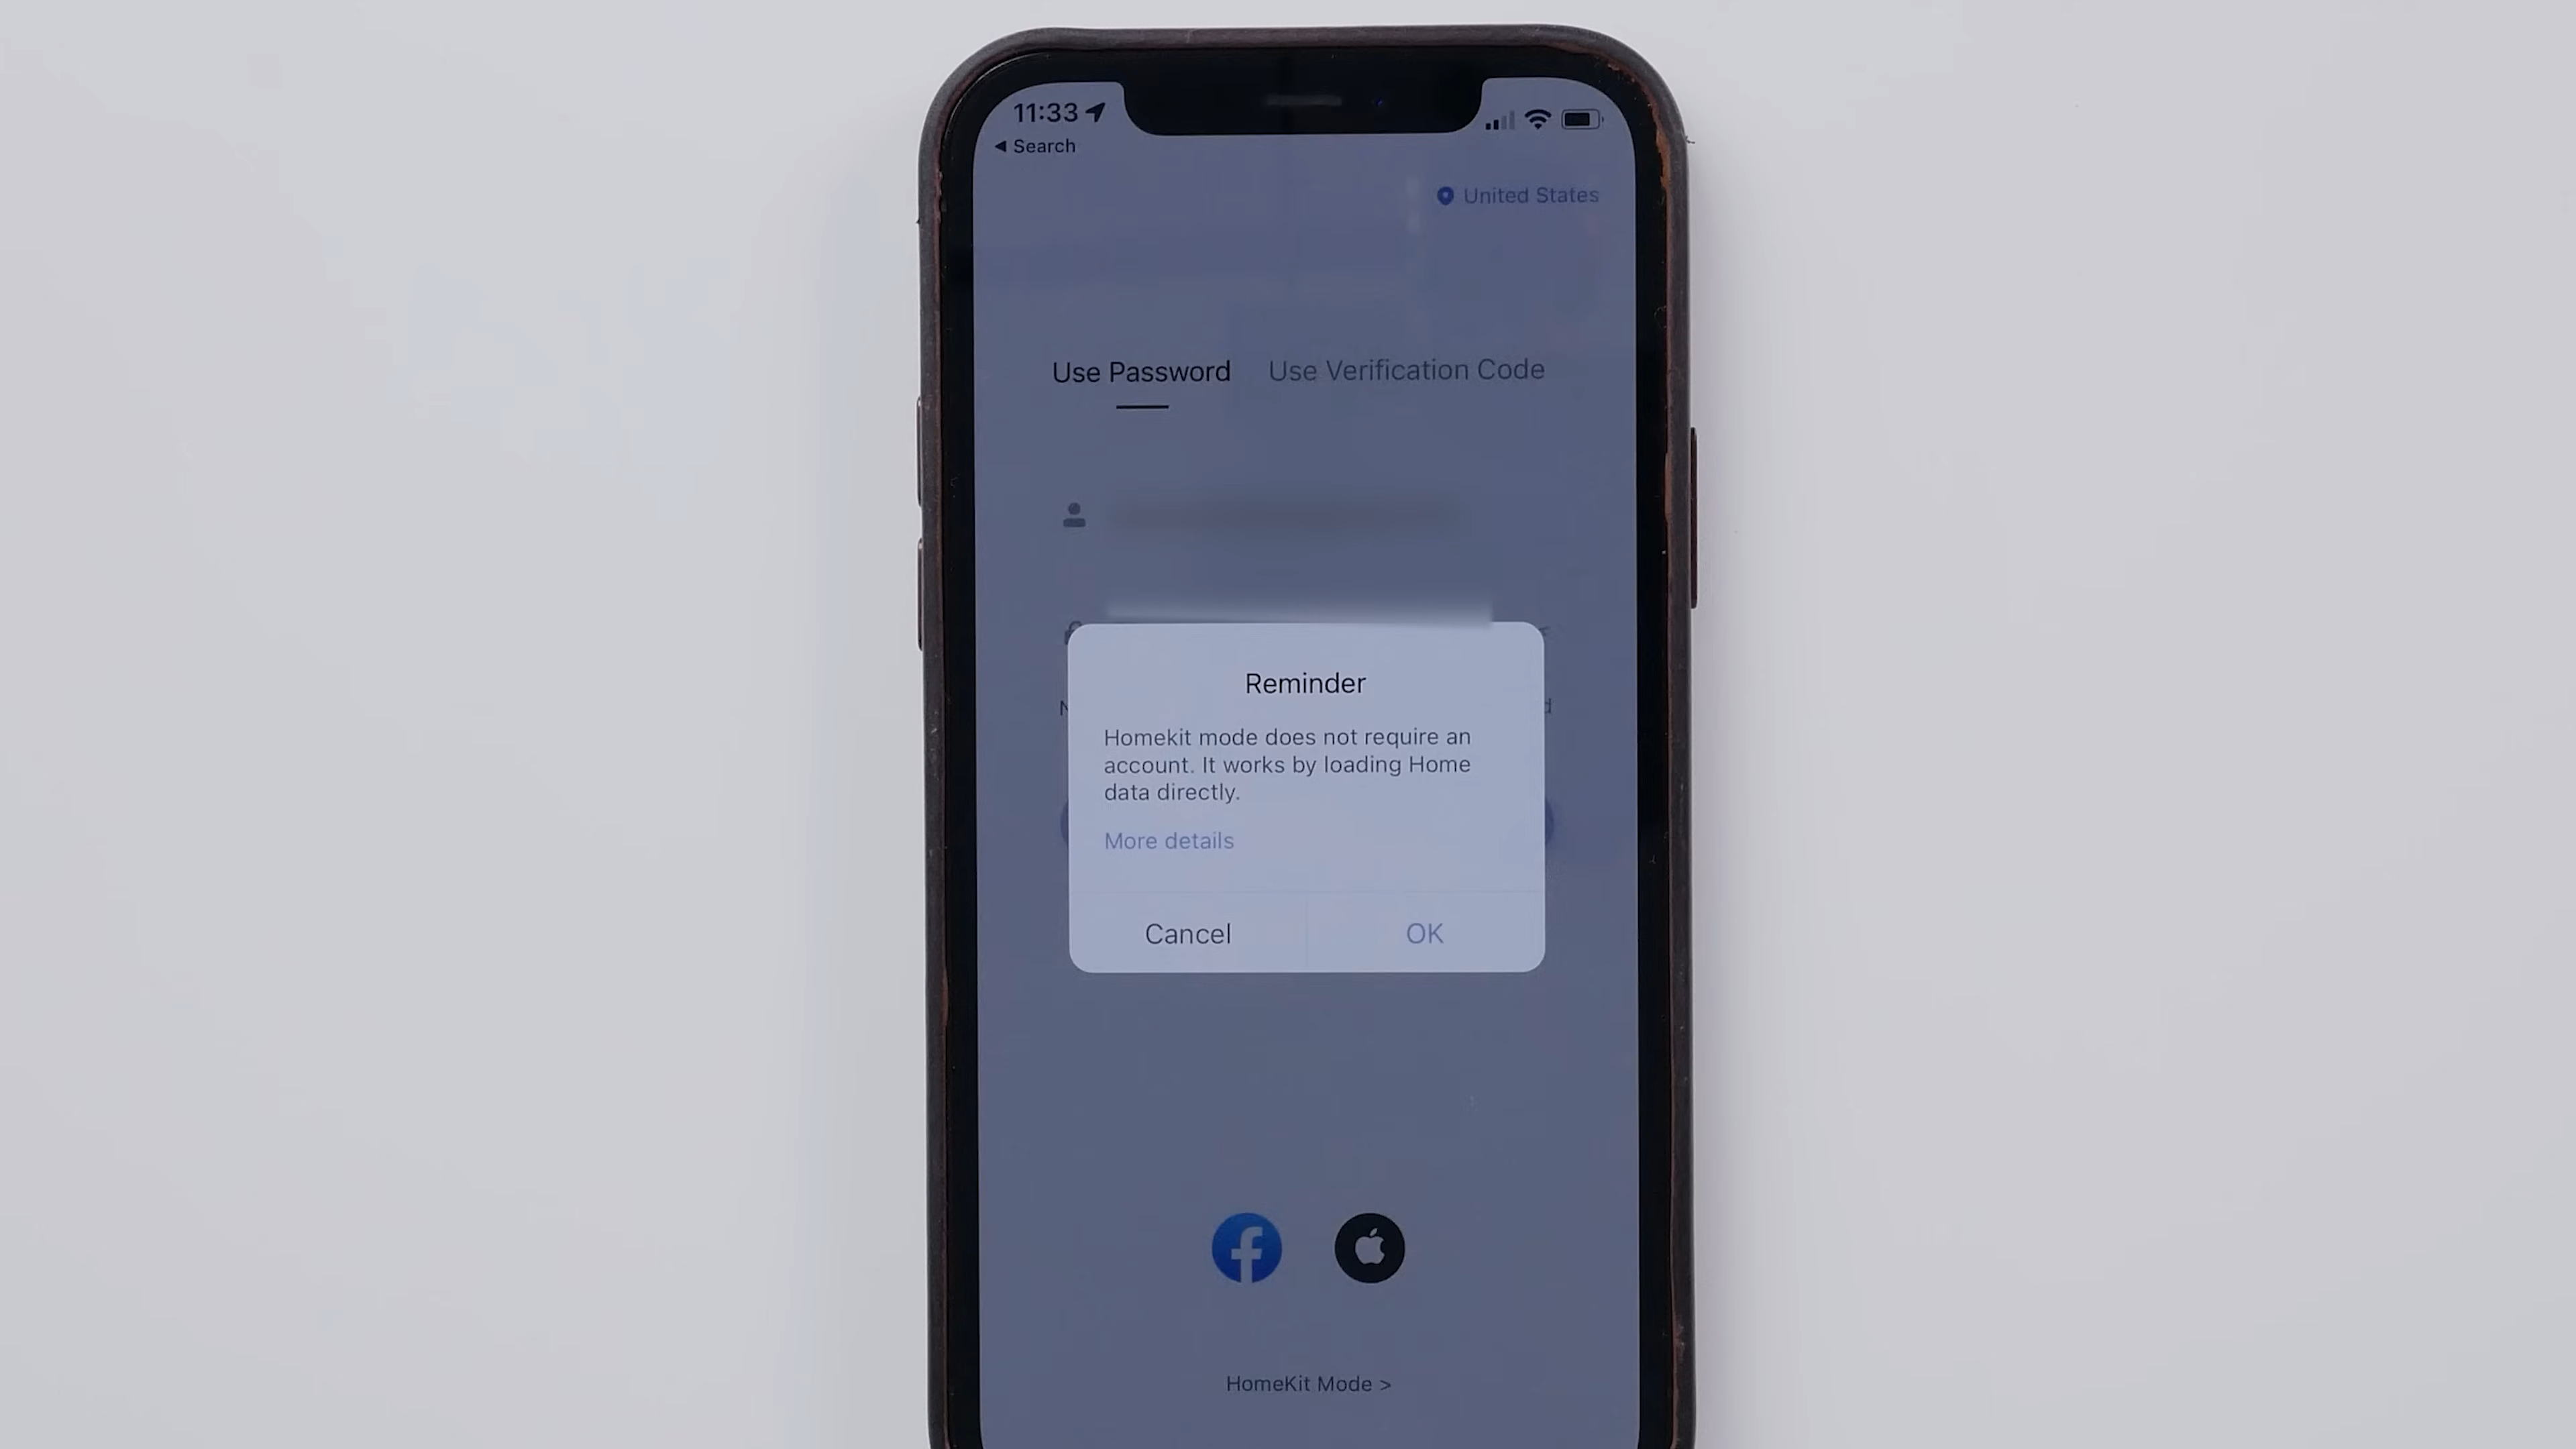 11:33
◀ Search
United States
Use Password
Use Verification Code
Reminder
Homekit mode does not require an
account. It works by loading Home
data directly.
More details
Cancel
OK
HomeKit Mode >